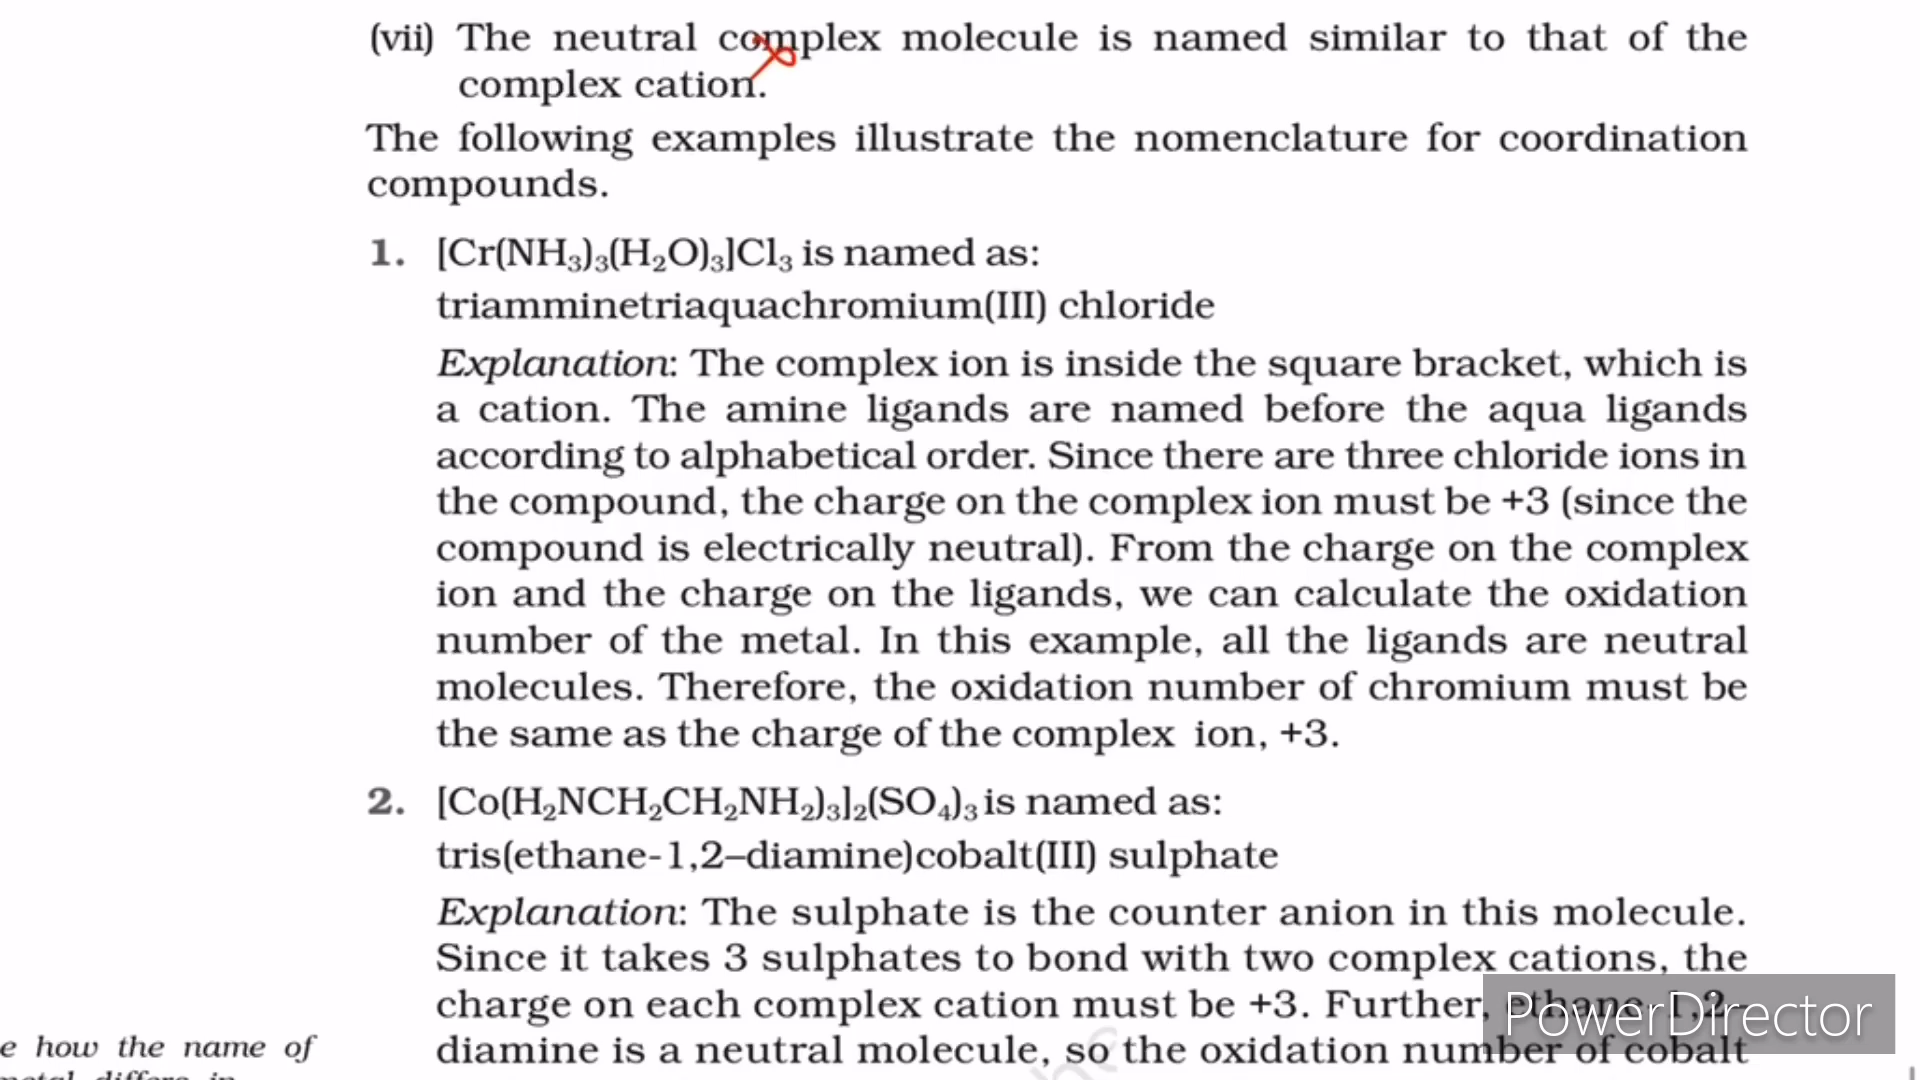 (vii) The neutral complex molecule is named similar to that of the
complex cation.
The following examples illustrate the nomenclature for coordination
compounds.
1. [Cr(NH₃)₃(H₂O)₃]Cl₃ is named as:
triamminetriaquachromium(III) chloride
Explanation: The complex ion is inside the square bracket, which is
a cation. The amine ligands are named before the aqua ligands
according to alphabetical order. Since there are three chloride ions in
the compound, the charge on the complex ion must be +3 (since the
compound is electrically neutral). From the charge on the complex
ion and the charge on the ligands, we can calculate the oxidation
number of the metal. In this example, all the ligands are neutral
molecules. Therefore, the oxidation number of chromium must be
the same as the charge of the complex ion, +3.
2. [Co(H₂NCH₂CH₂NH₂)₃]₂(SO₄)₃ is named as:
tris(ethane-1,2–diamine)cobalt(III) sulphate
Explanation: The sulphate is the counter anion in this molecule.
Since it takes 3 sulphates to bond with two complex cations, the
charge on each complex cation must be +3. Further, ethane-1,2–
diamine is a neutral molecule, so the oxidation number of cobalt
e how the name of
metal differs in
PowerDirector